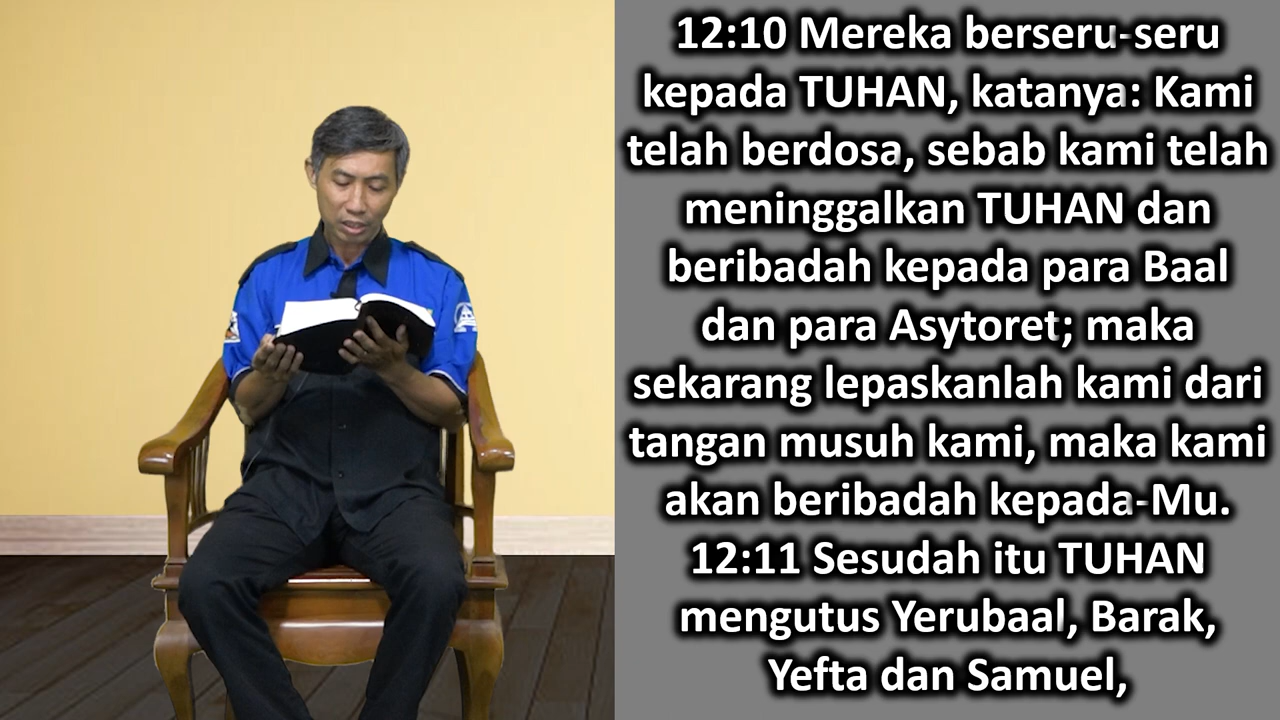 12:10 Mereka berseru-seru
kepada TUHAN, katanya: Kami
telah berdosa, sebab kami telah
meninggalkan TUHAN dan
beribadah kepada para Baal
dan para Asytoret; maka
sekarang lepaskanlah kami dari
tangan musuh kami, maka kami
akan beribadah kepada-Mu.
12:11 Sesudah itu TUHAN
mengutus Yerubaal, Barak,
Yefta dan Samuel,